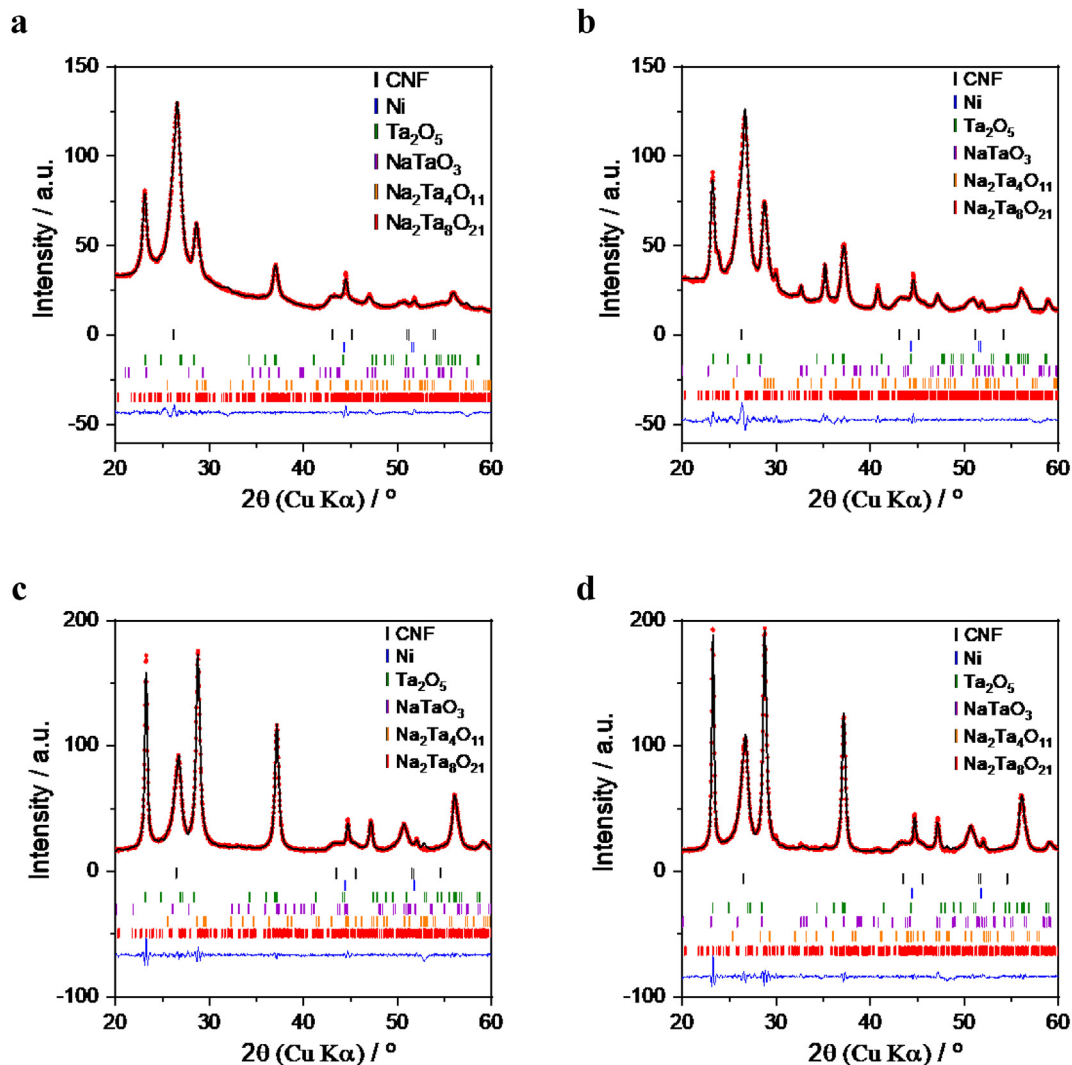 a
150
100
50
0
-50
Intensity / a.u.
CNF
Ni
Ta₂O₅
NaTaO₃
Na₂Ta₄O₁₁
Na₂Ta₈O₂₁
20 30 40 50 60
2θ (Cu Kα) / °
b
150
100
50
0
-50
Intensity / a.u.
CNF
Ni
Ta₂O₅
NaTaO₃
Na₂Ta₄O₁₁
Na₂Ta₈O₂₁
20 30 40 50 60
2θ (Cu Kα) / °
c
200
100
0
-100
Intensity / a.u.
CNF
Ni
Ta₂O₅
NaTaO₃
Na₂Ta₄O₁₁
Na₂Ta₈O₂₁
20 30 40 50 60
2θ (Cu Kα) / °
d
200
100
0
-100
Intensity / a.u.
CNF
Ni
Ta₂O₅
NaTaO₃
Na₂Ta₄O₁₁
Na₂Ta₈O₂₁
20 30 40 50 60
2θ (Cu Kα) / °